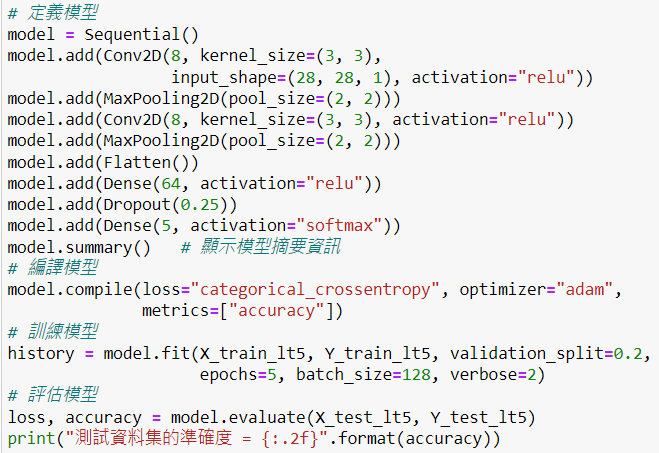 # 定義模型
model = Sequential()
model.add(Conv2D(8, kernel_size=(3, 3),
                 input_shape=(28, 28, 1), activation="relu"))
model.add(MaxPooling2D(pool_size=(2, 2)))
model.add(Conv2D(8, kernel_size=(3, 3), activation="relu"))
model.add(MaxPooling2D(pool_size=(2, 2)))
model.add(Flatten())
model.add(Dense(64, activation="relu"))
model.add(Dropout(0.25))
model.add(Dense(5, activation="softmax"))
model.summary()   # 顯示模型摘要資訊
# 編譯模型
model.compile(loss="categorical_crossentropy", optimizer="adam",
              metrics=["accuracy"])
# 訓練模型
history = model.fit(X_train_lt5, Y_train_lt5, validation_split=0.2,
                    epochs=5, batch_size=128, verbose=2)
# 評估模型
loss, accuracy = model.evaluate(X_test_lt5, Y_test_lt5)
print("測試資料集的準確度 = {:.2f}".format(accuracy))